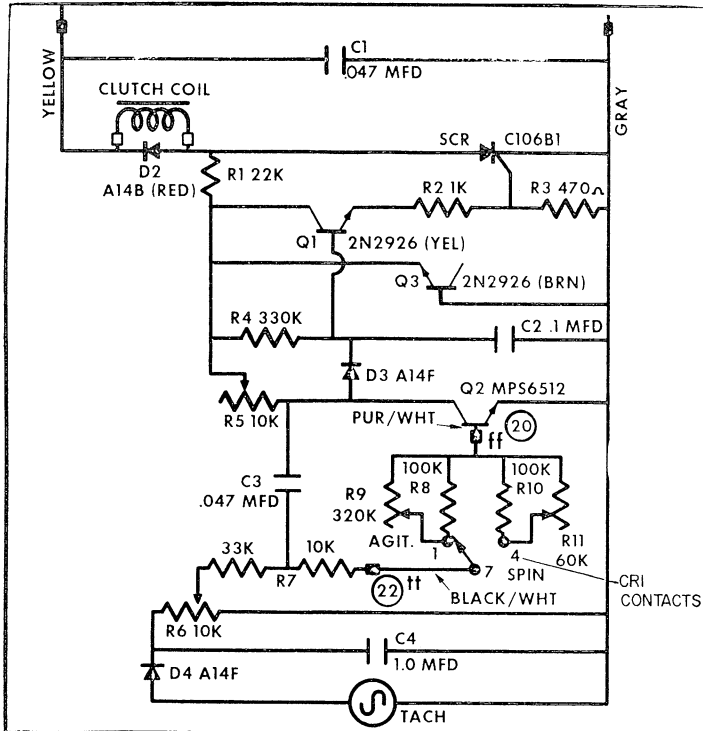 C1
.047 MFD
YELLOW
GRAY
CLUTCH COIL
D2
A14B (RED)
SCR
C106B1
R1 22K
R2 1K
R3 470Ω
Q1
2N2926 (YEL)
Q3
2N2926 (BRN)
R4 330K
C2 .1 MFD
D3 A14F
Q2 MPS6512
R5 10K
PUR/WHT
ff
20
C3
.047 MFD
100K
R8
100K
R10
R9
320K
AGIT.
1
R11
60K
4
SPIN
7
CRI
CONTACTS
33K
R7
10K
22
tt
BLACK/WHT
R6 10K
C4
1.0 MFD
D4 A14F
TACH